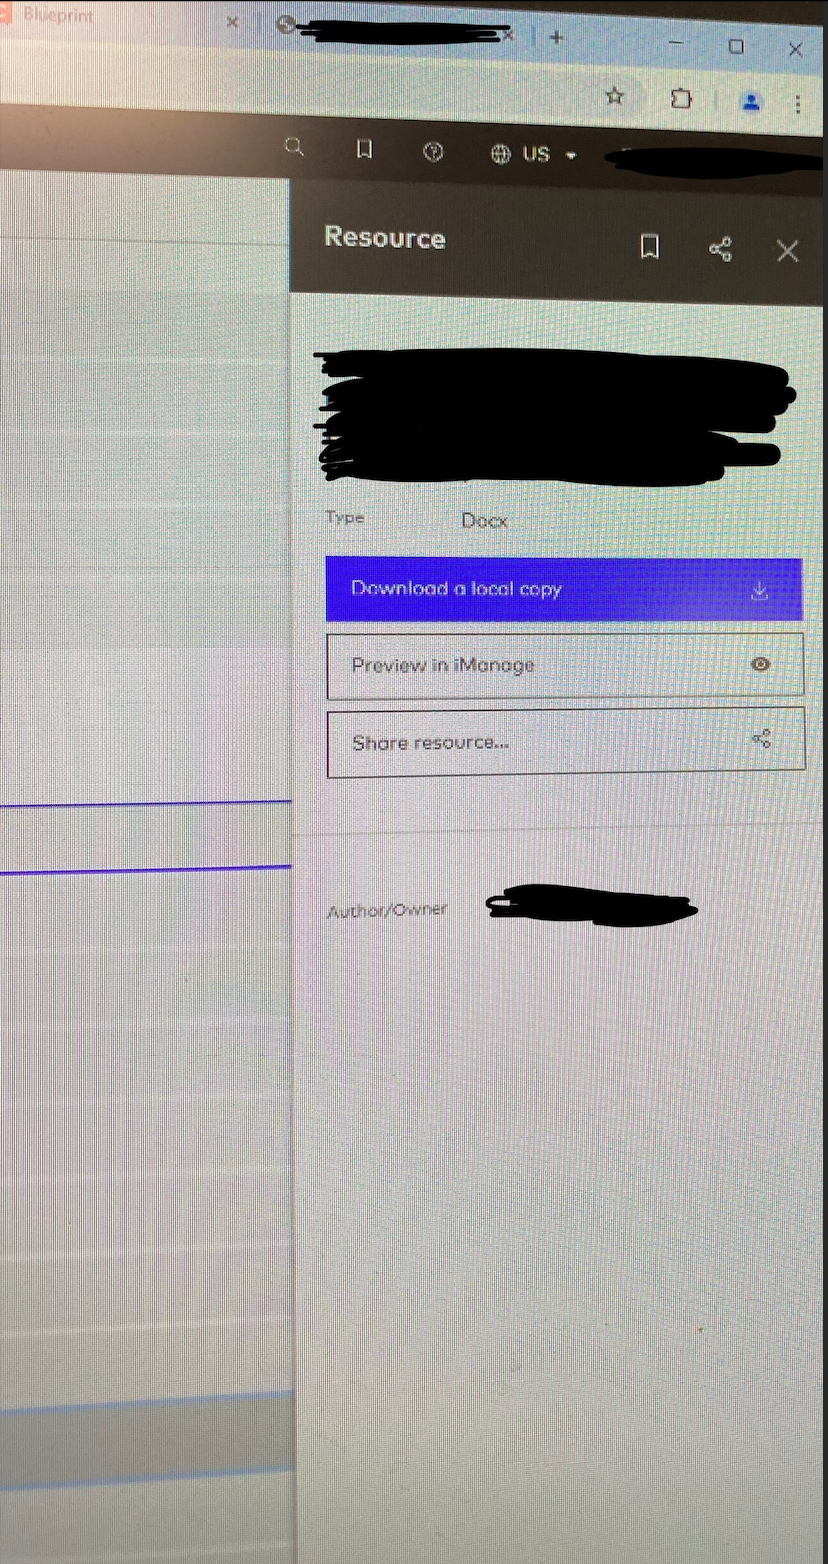 Blueprint
US
Resource
Type Docx
Download a local copy
Preview in iManage
Share resource...
Author/Owner